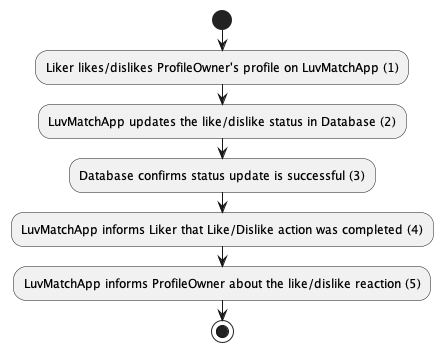 Liker likes/dislikes ProfileOwner's profile on LuvMatchApp (1)
LuvMatchApp updates the like/dislike status in Database (2)
Database confirms status update is successful (3)
LuvMatchApp informs Liker that Like/Dislike action was completed (4)
LuvMatchApp informs ProfileOwner about the like/dislike reaction (5)